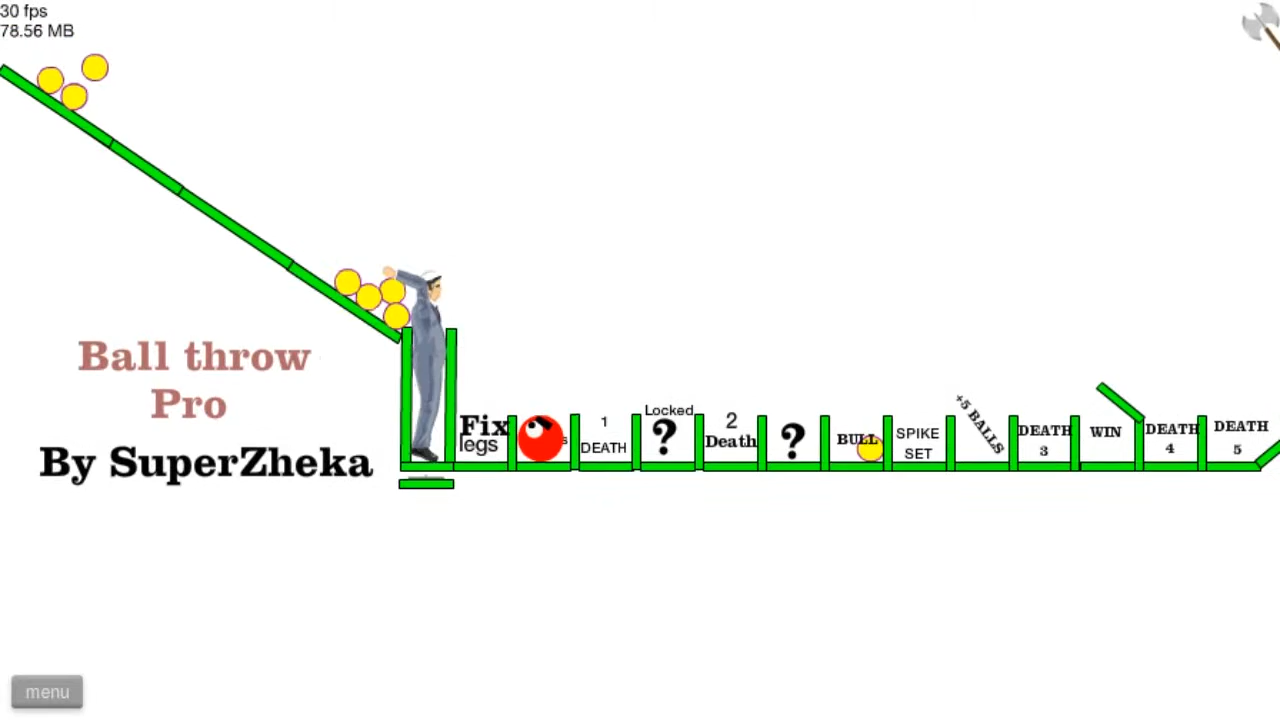 30 fps
78.56 MB
Ball throw
Pro
By SuperZheka
Fix
legs
1
DEATH
Locked
?
2
Death
?
BULL
SPIKE
SET
+5 BALLS
DEATH
3
WIN
DEATH
4
DEATH
5
menu